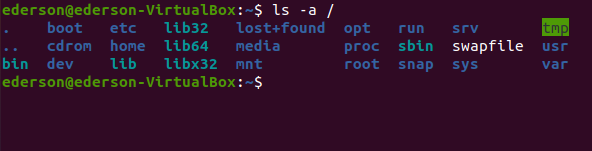 ederson@ederson-VirtualBox:~$ ls -a /
.    boot   etc   lib32   lost+found  opt   run   srv       tmp
..   cdrom  home  lib64   media       proc  sbin  swapfile  usr
bin  dev    lib   libx32  mnt         root  snap  sys       var
ederson@ederson-VirtualBox:~$